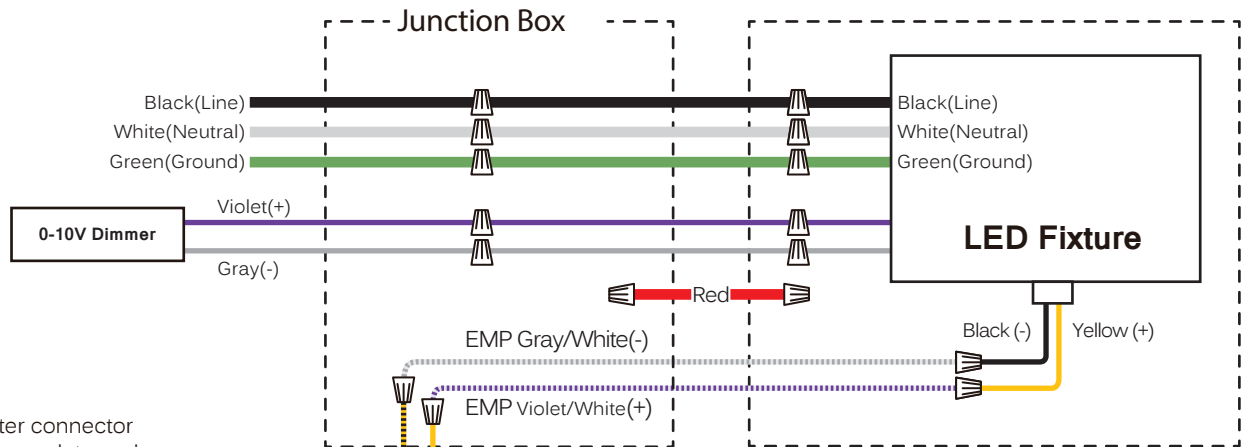 Junction Box
Black(Line)
White(Neutral)
Green(Ground)
Black(Line)
White(Neutral)
Green(Ground)
Violet(+)
0-10V Dimmer
Gray(-)
LED Fixture
Red
EMP Gray/White(-)
Black (-)
Yellow (+)
EMP Violet/White(+)
ter connector